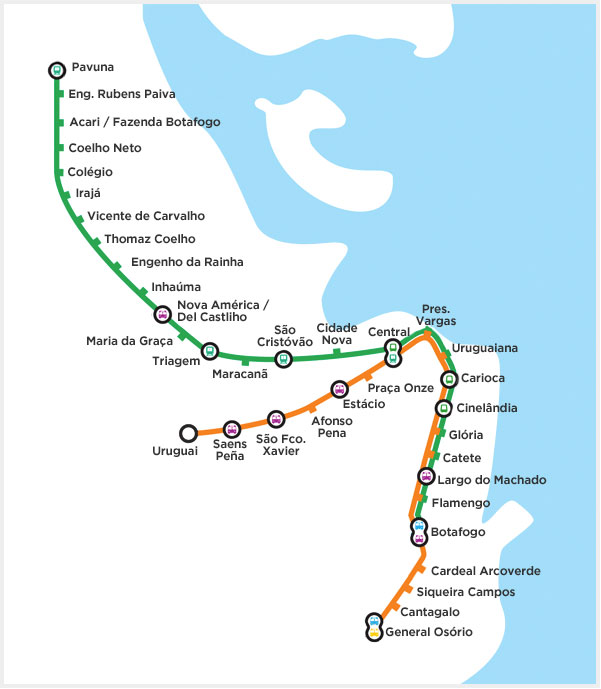 Pavuna
Eng. Rubens Paiva
Acari / Fazenda Botafogo
Coelho Neto
Colégio
Irajá
Vicente de Carvalho
Thomaz Coelho
Engenho da Rainha
Inhaúma
Nova América /
Del Castliho
Maria da Graça
Triagem
Maracanã
São
Cristóvão
Cidade
Nova
Central
Pres.
Vargas
Uruguaiana
Carioca
Praça Onze
Estácio
Afonso
Pena
São Fco.
Xavier
Saens
Peña
Uruguai
Cinelândia
Glória
Catete
Largo do Machado
Flamengo
Botafogo
Cardeal Arcoverde
Siqueira Campos
Cantagalo
General Osório